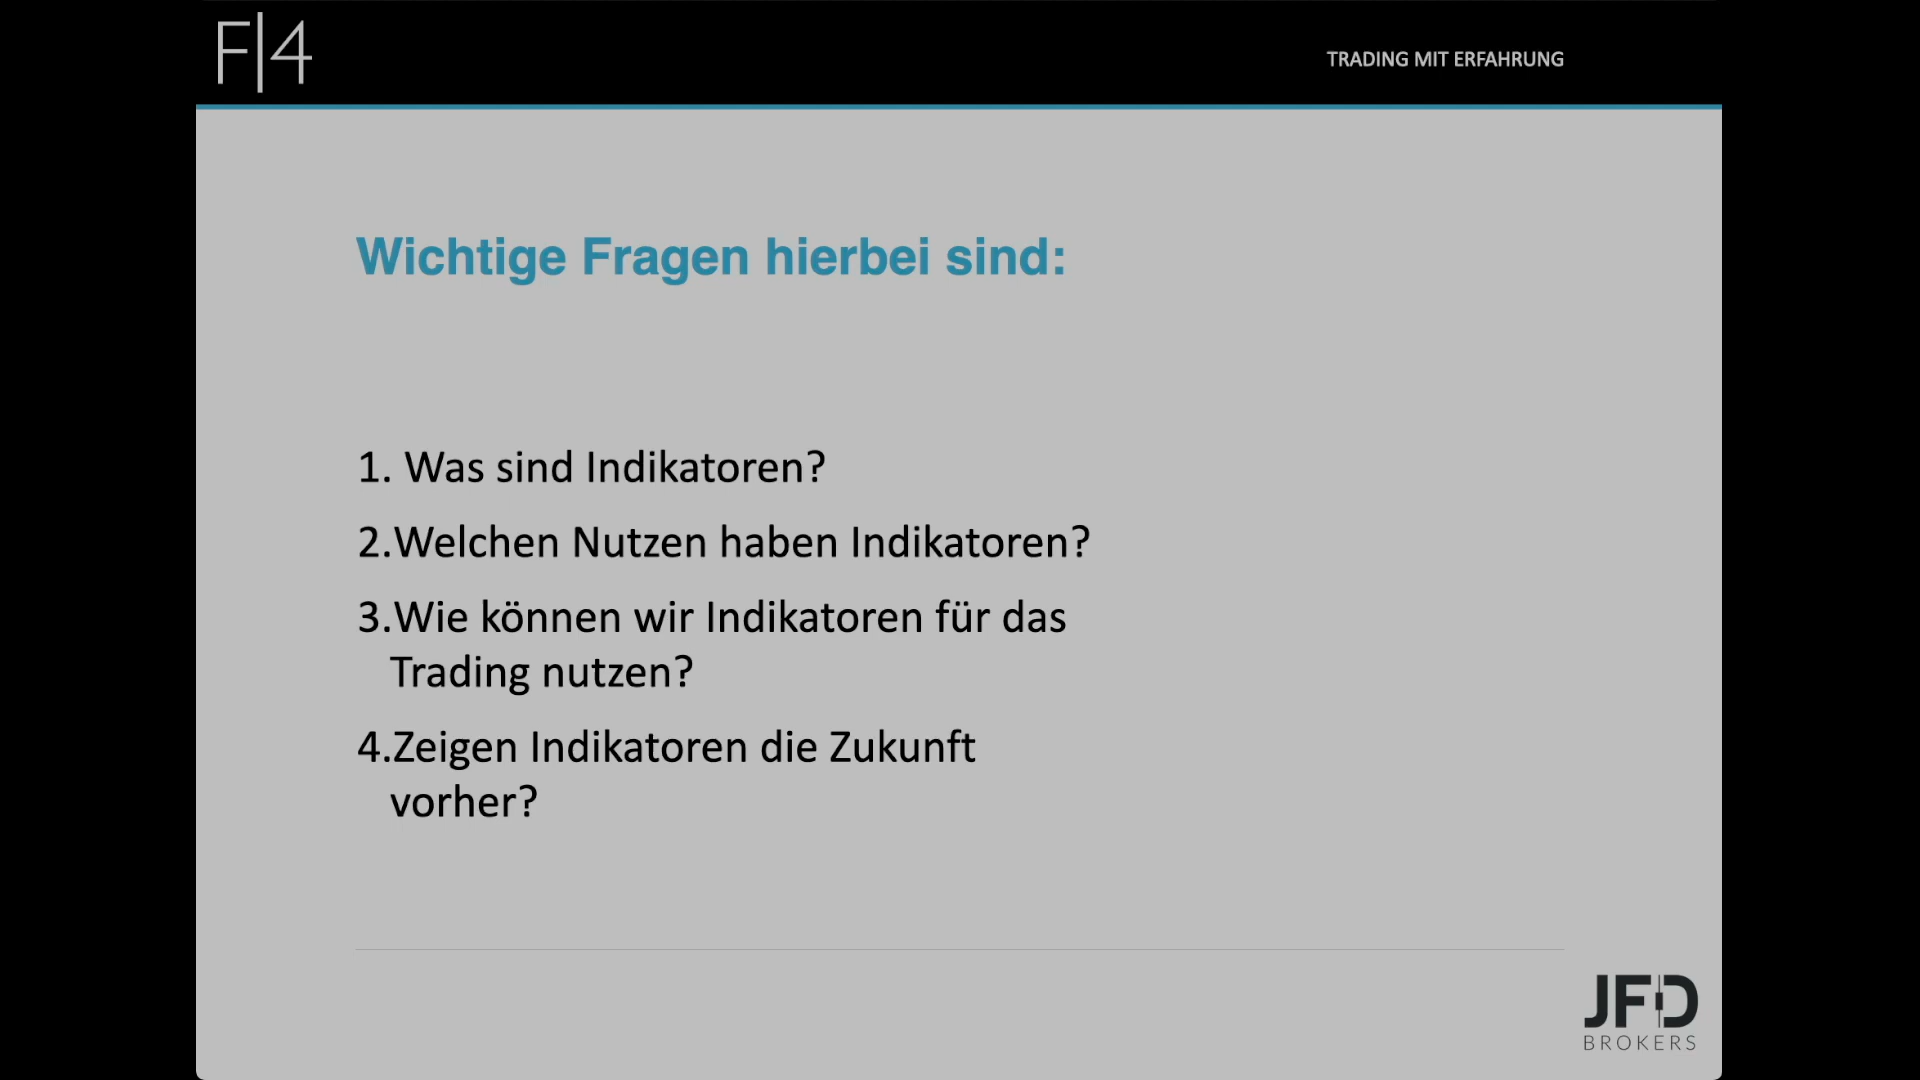 F|4
TRADING MIT ERFAHRUNG
Wichtige Fragen hierbei sind:
1. Was sind Indikatoren?
2.Welchen Nutzen haben Indikatoren?
3.Wie können wir Indikatoren für das
Trading nutzen?
4.Zeigen Indikatoren die Zukunft
vorher?
JFD
BROKERS